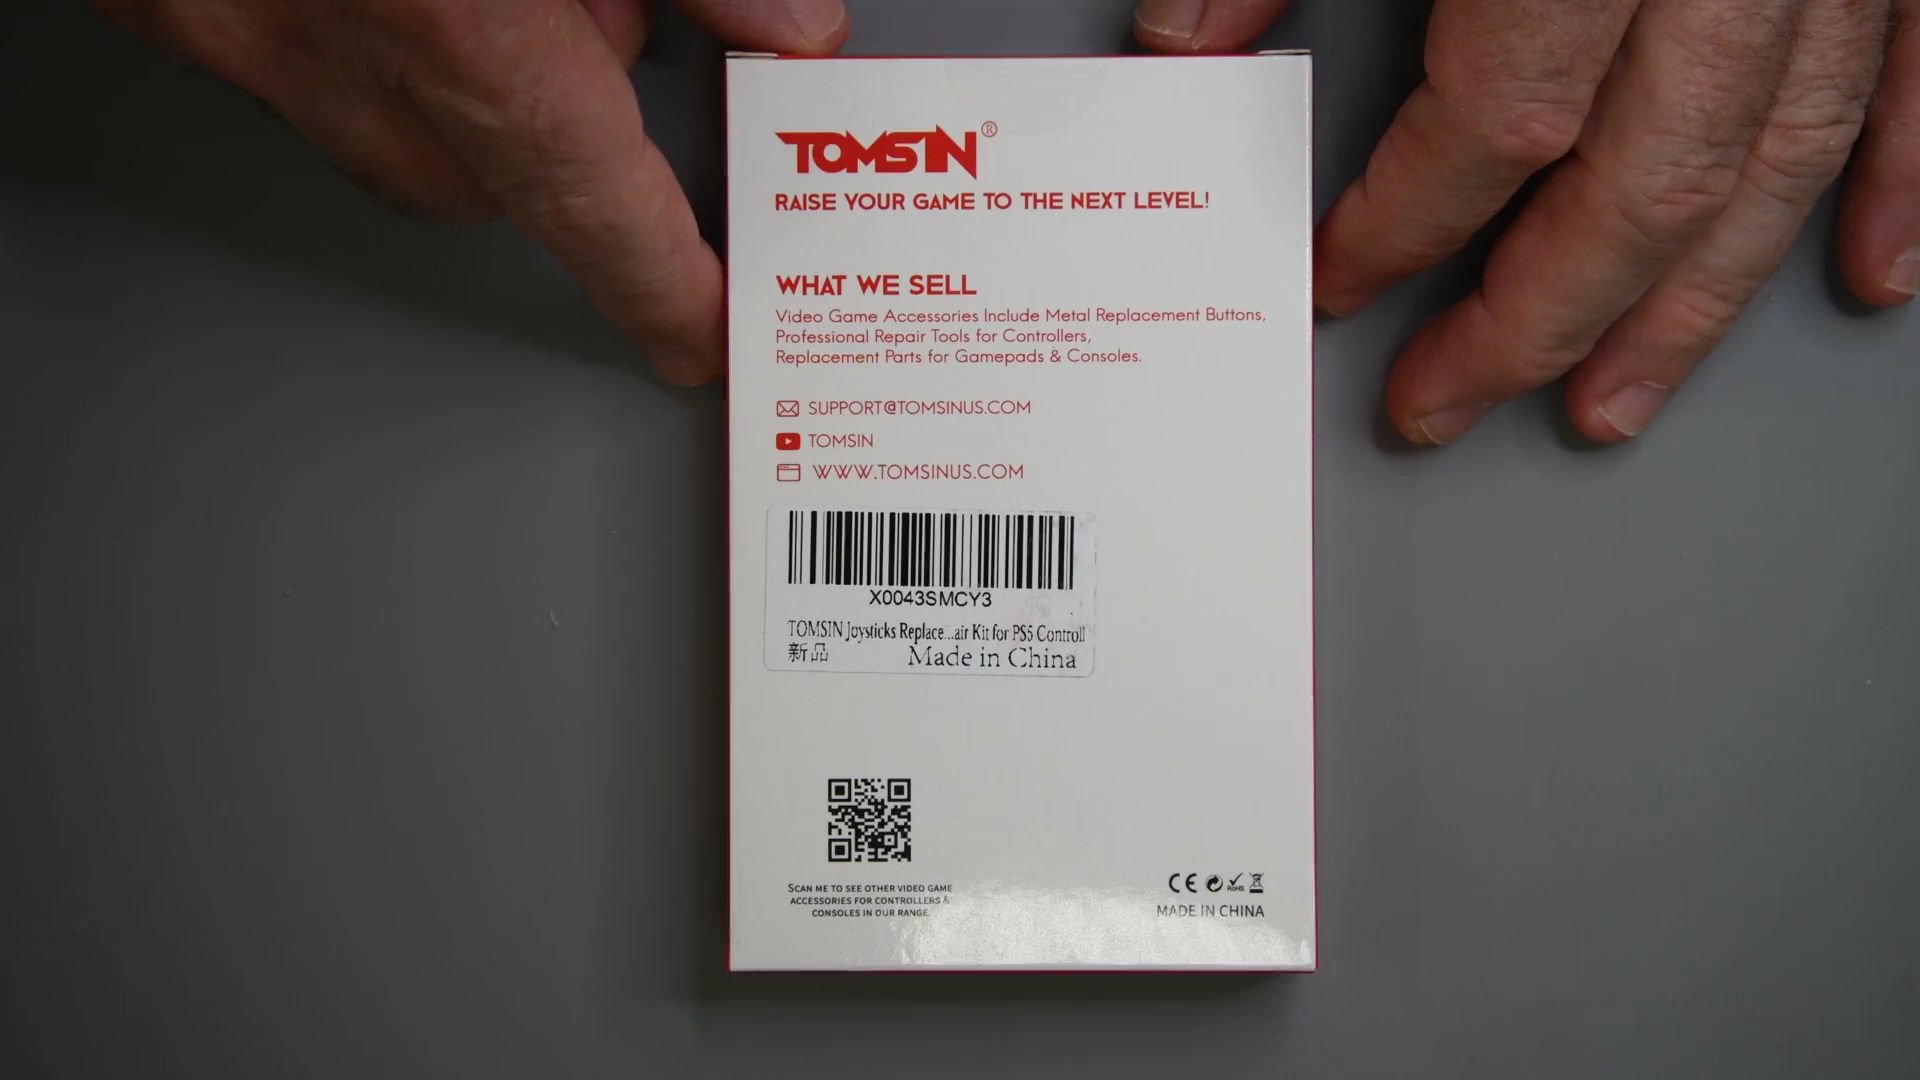 TOMSIN®
RAISE YOUR GAME TO THE NEXT LEVEL!
WHAT WE SELL
Video Game Accessories Include Metal Replacement Buttons,
Professional Repair Tools for Controllers,
Replacement Parts for Gamepads & Consoles.
SUPPORT@TOMSINUS.COM
TOMSIN
WWW.TOMSINUS.COM
X0043SMCY3
TOMSIN Joysticks Replace...air Kit for PS5 Controll
新品 Made in China
SCAN ME TO SEE OTHER VIDEO GAME
ACCESSORIES FOR CONTROLLERS &
CONSOLES IN OUR RANGE.
CE RoHS
MADE IN CHINA